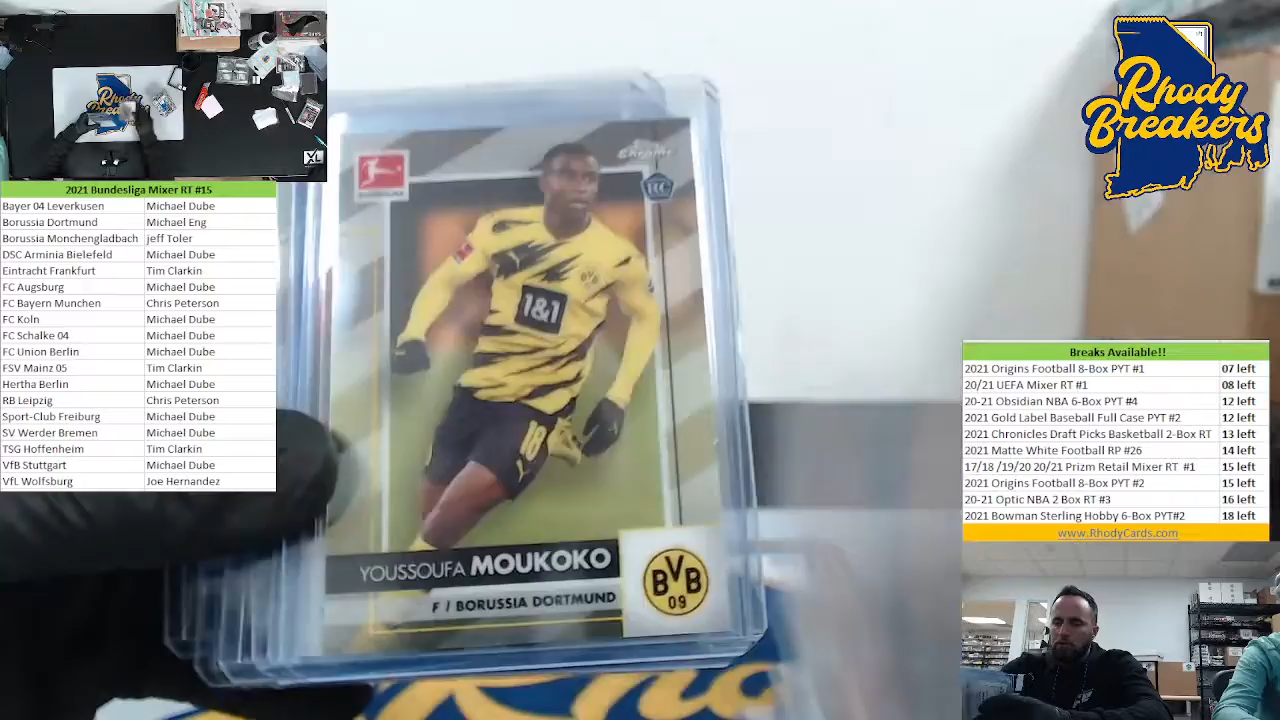 2021 Bundesliga Mixer RT #15
Bayer 04 Leverkusen Michael Dube
Borussia Dortmund Michael Eng
Borussia Monchengladbach jeff Toler
DSC Arminia Bielefeld Michael Dube
Eintracht Frankfurt Tim Clarkin
FC Augsburg Michael Dube
FC Bayern Munchen Chris Peterson
FC Koln Michael Dube
FC Schalke 04 Michael Dube
FC Union Berlin Michael Dube
FSV Mainz 05 Tim Clarkin
Hertha Berlin Michael Dube
RB Leipzig Chris Peterson
Sport-Club Freiburg Michael Dube
SV Werder Bremen Michael Dube
TSG Hoffenheim Tim Clarkin
VfB Stuttgart Michael Dube
VfL Wolfsburg Joe Hernandez
XL
Chrome
RC
BVB
1&1
18
YOUSSOUFA MOUKOKO
F / BORUSSIA DORTMUND
BVB
09
Rhody
Breakers
Breaks Available!!
2021 Origins Football 8-Box PYT #1 07 left
20/21 UEFA Mixer RT #1 08 left
20-21 Obsidian NBA 6-Box PYT #4 12 left
2021 Gold Label Baseball Full Case PYT #2 12 left
2021 Chronicles Draft Picks Basketball 2-Box RT 13 left
2021 Matte White Football RP #26 14 left
17/18 /19/20 20/21 Prizm Retail Mixer RT #1 15 left
2021 Origins Football 8-Box PYT #2 15 left
20-21 Optic NBA 2 Box RT #3 16 left
2021 Bowman Sterling Hobby 6-Box PYT#2 18 left
www.RhodyCards.com